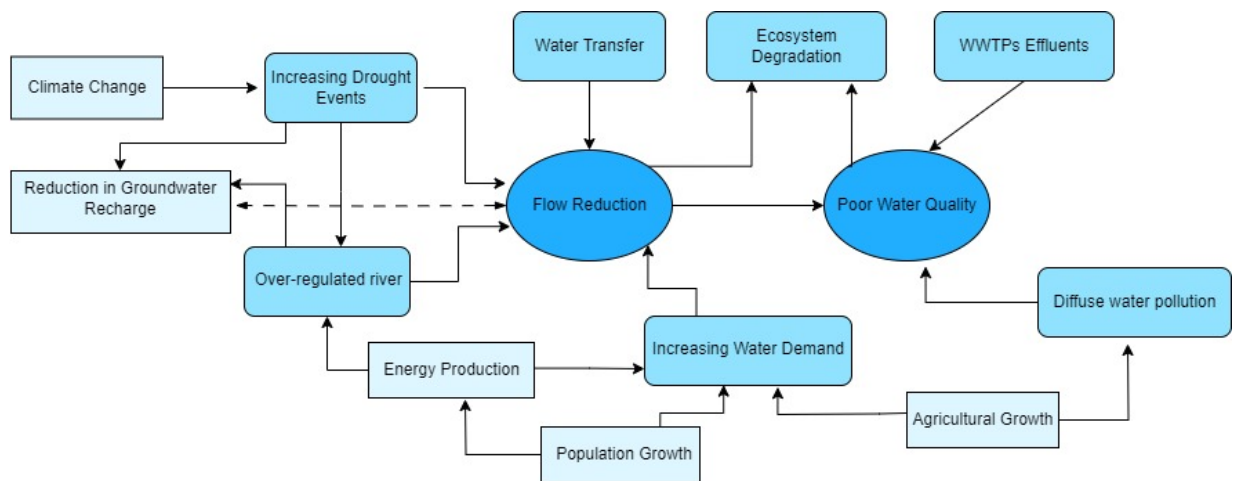 Water Transfer
Ecosystem
Degradation
WWTPs Effluents
Climate Change
Increasing Drought
Events
Reduction in Groundwater
Recharge
Flow Reduction
Poor Water Quality
Over-regulated river
Diffuse water pollution
Increasing Water Demand
Energy Production
Agricultural Growth
Population Growth